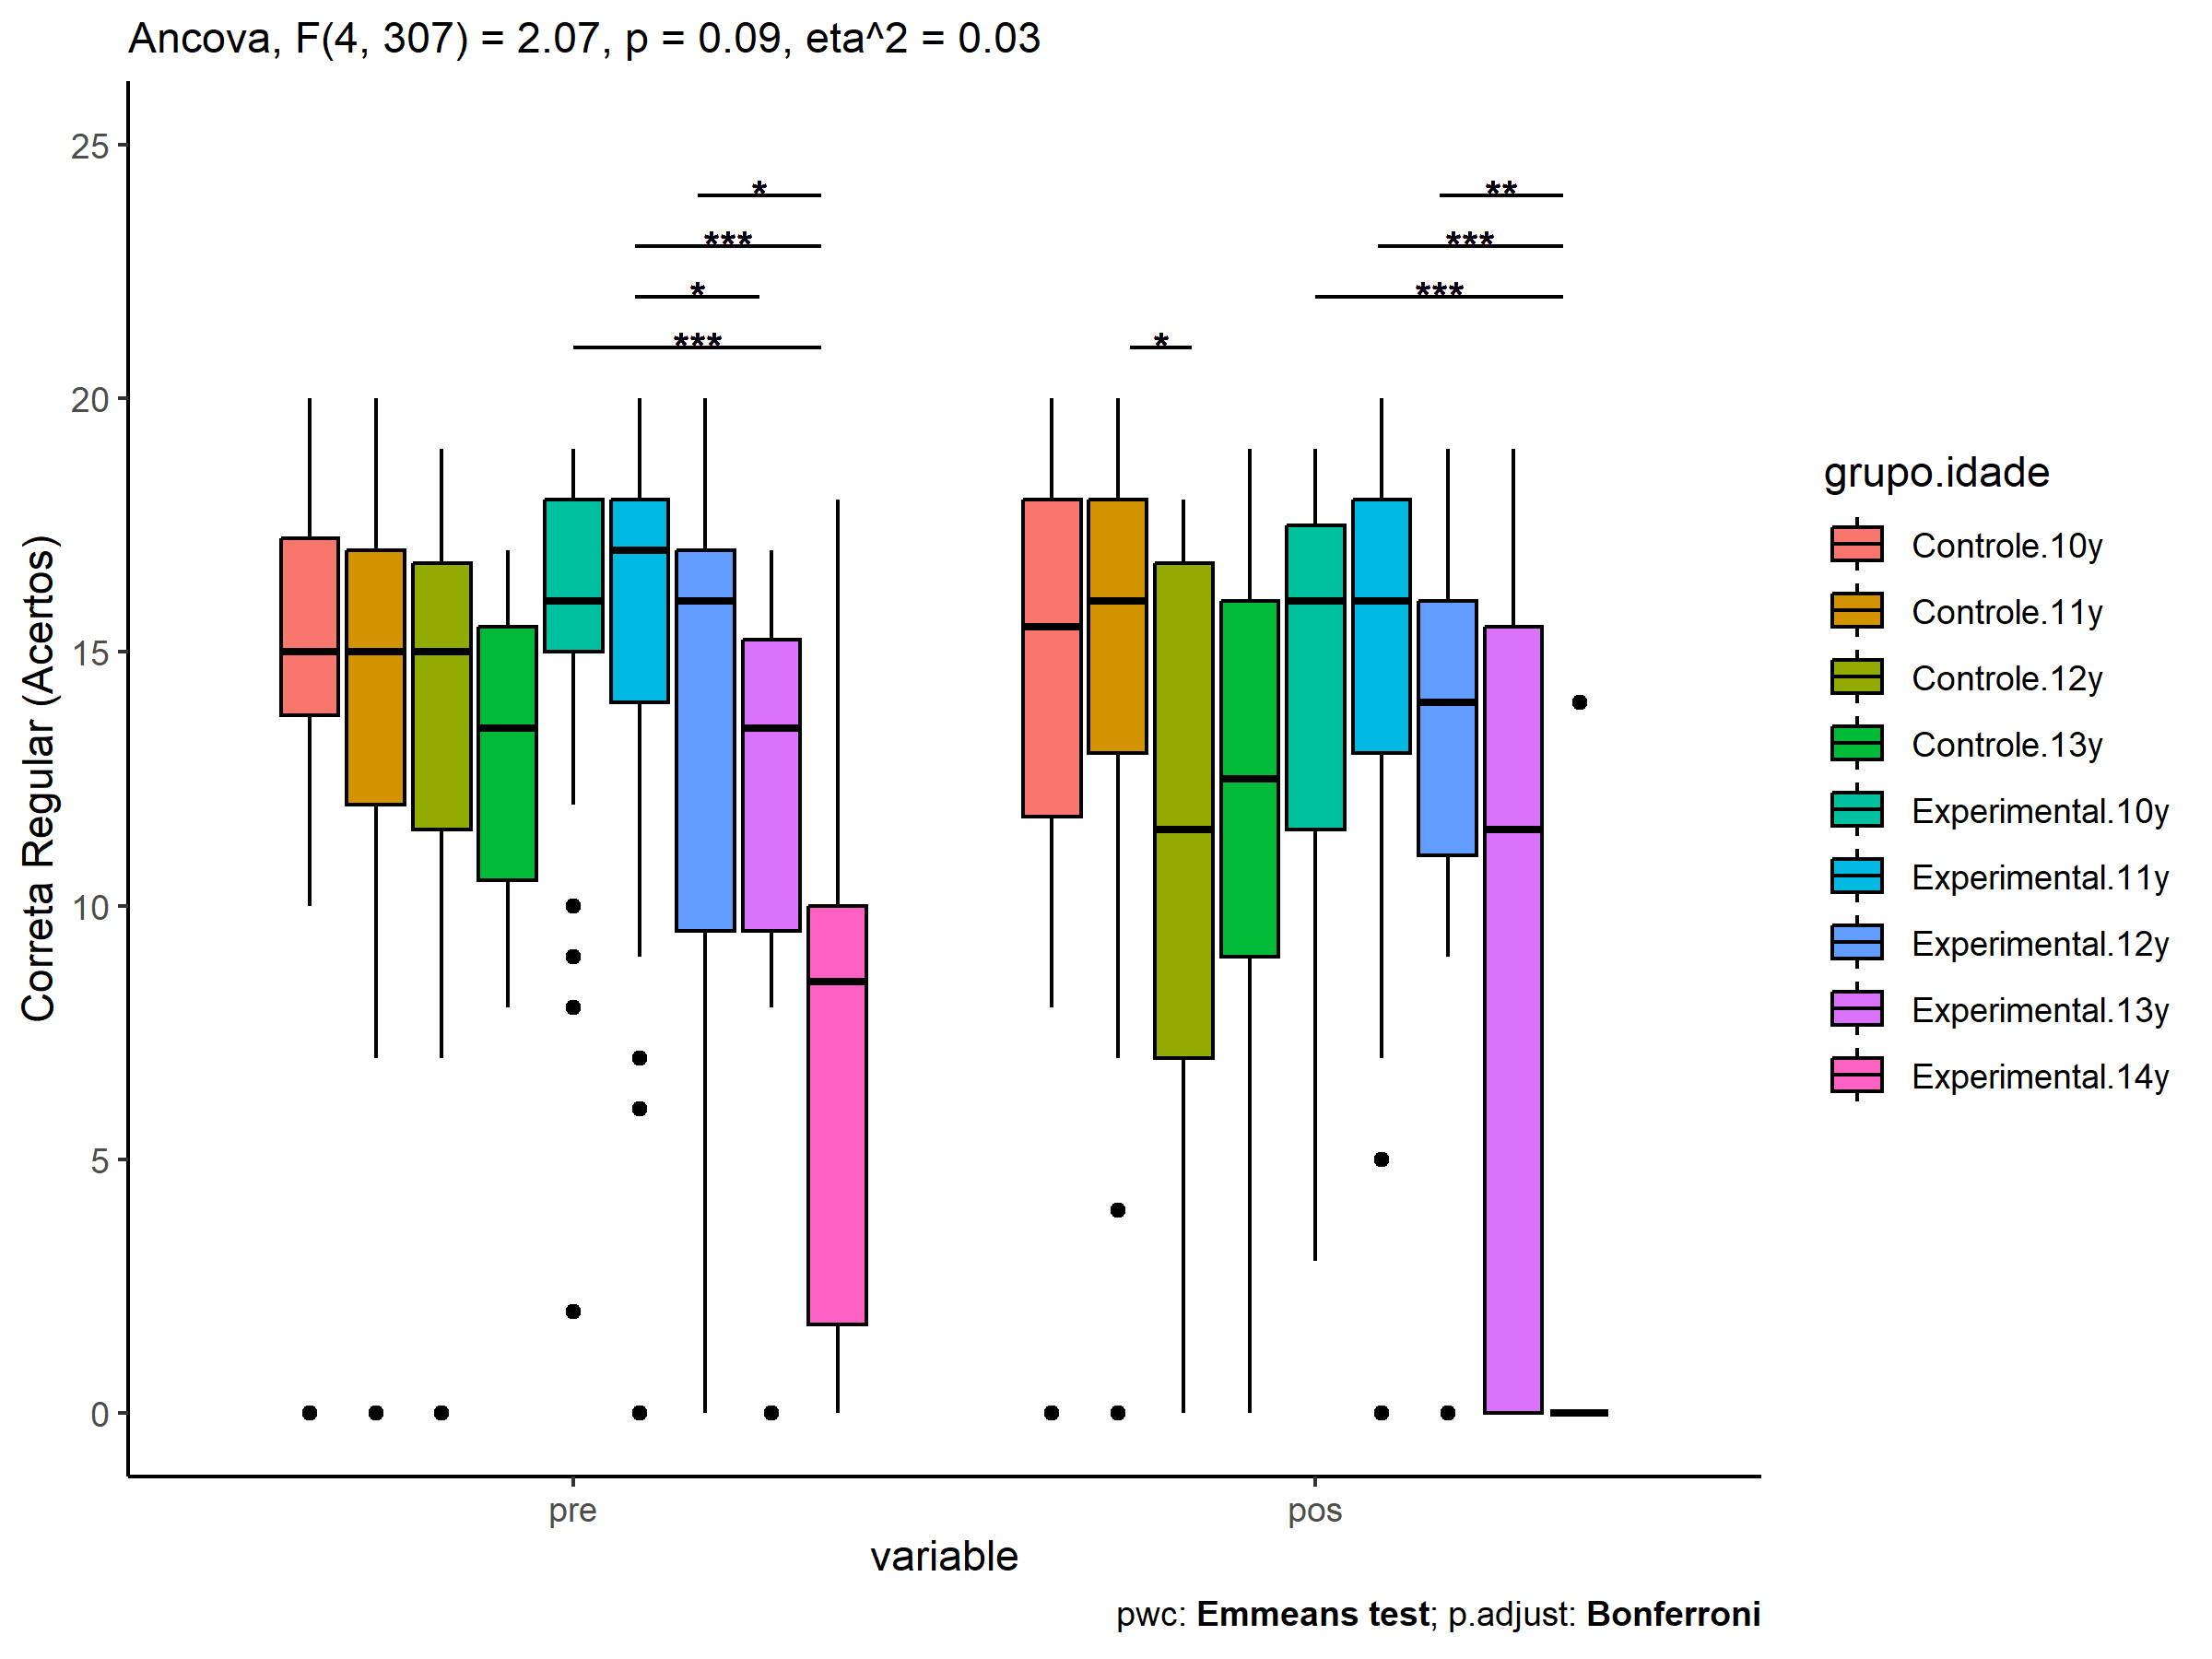 Ancova, F(4, 307) = 2.07, p = 0.09, eta^2 = 0.03
25
20
15
10
5
0
Correta Regular (Acertos)
*
***
*
***
**
***
***
*
pre
pos
variable
grupo.idade
Controle.10y
Controle.11y
Controle.12y
Controle.13y
Experimental.10y
Experimental.11y
Experimental.12y
Experimental.13y
Experimental.14y
pwc: Emmeans test; p.adjust: Bonferroni